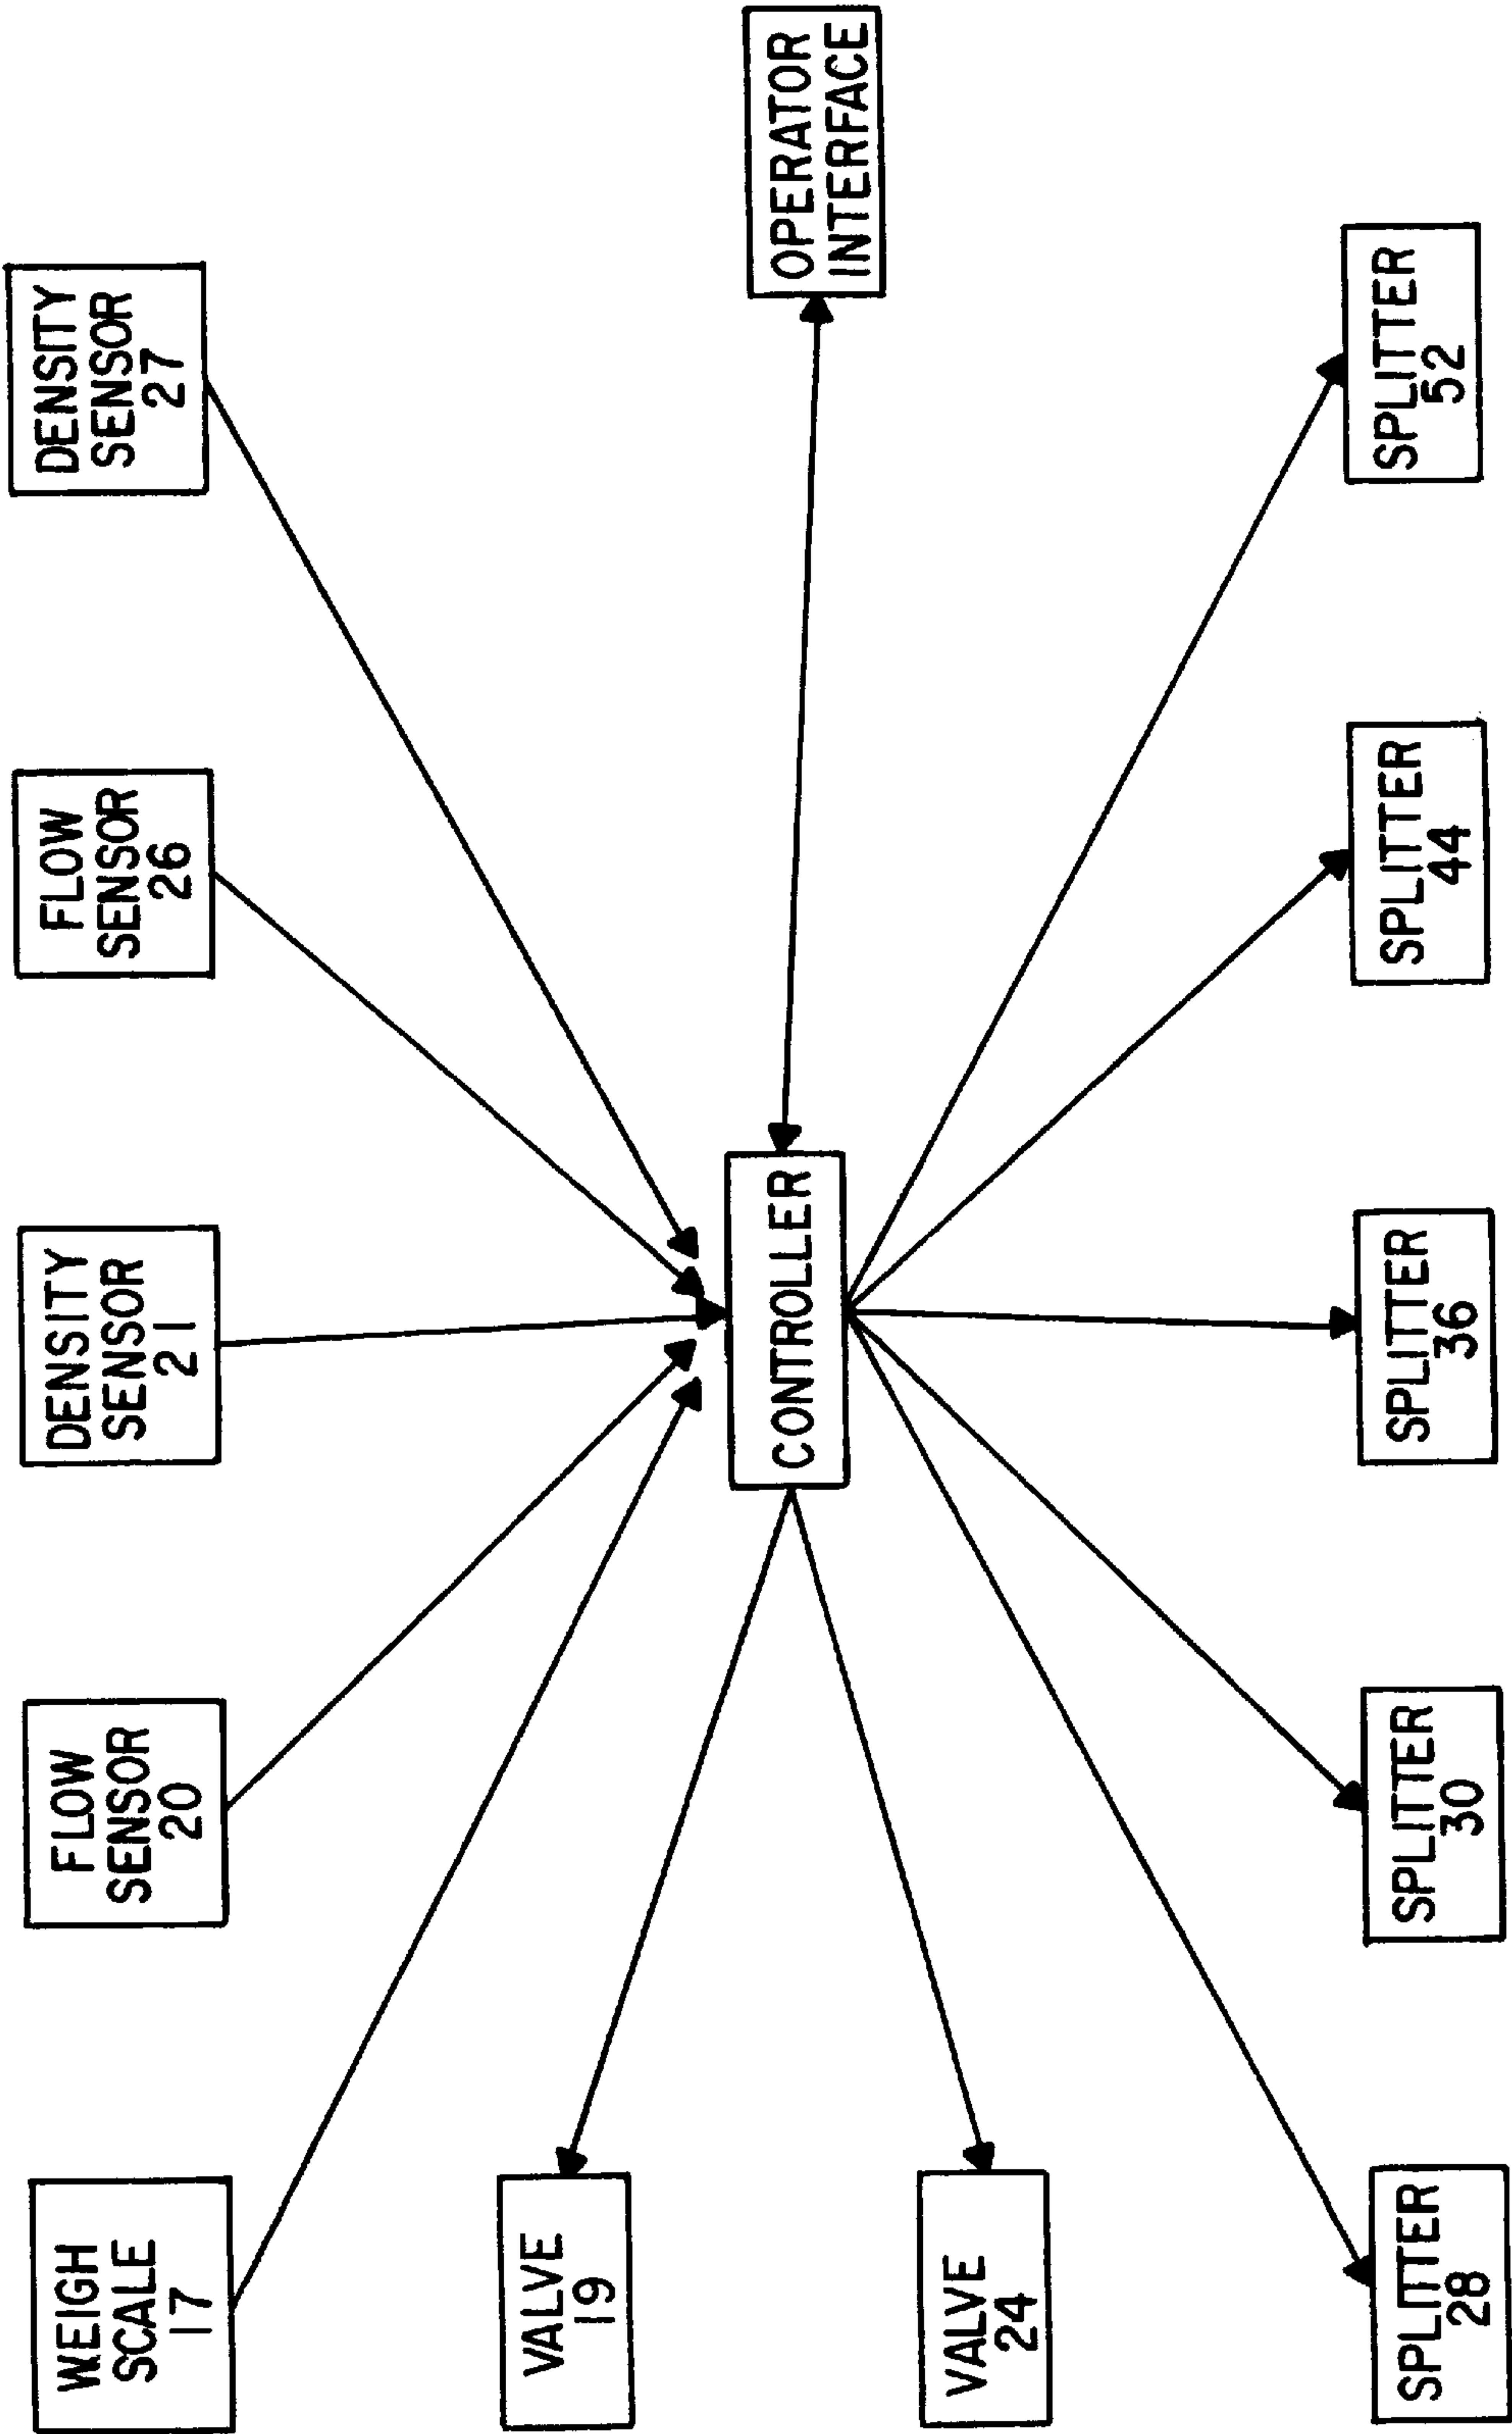 WEIGH
SCALE
17
FLOW
SENSOR
20
DENSITY
SENSOR
21
FLOW
SENSOR
26
DENSITY
SENSOR
27
VALVE
19
VALVE
24
CONTROLLER
OPERATOR
INTERFACE
SPLITTER
28
SPLITTER
30
SPLITTER
36
SPLITTER
44
SPLITTER
52